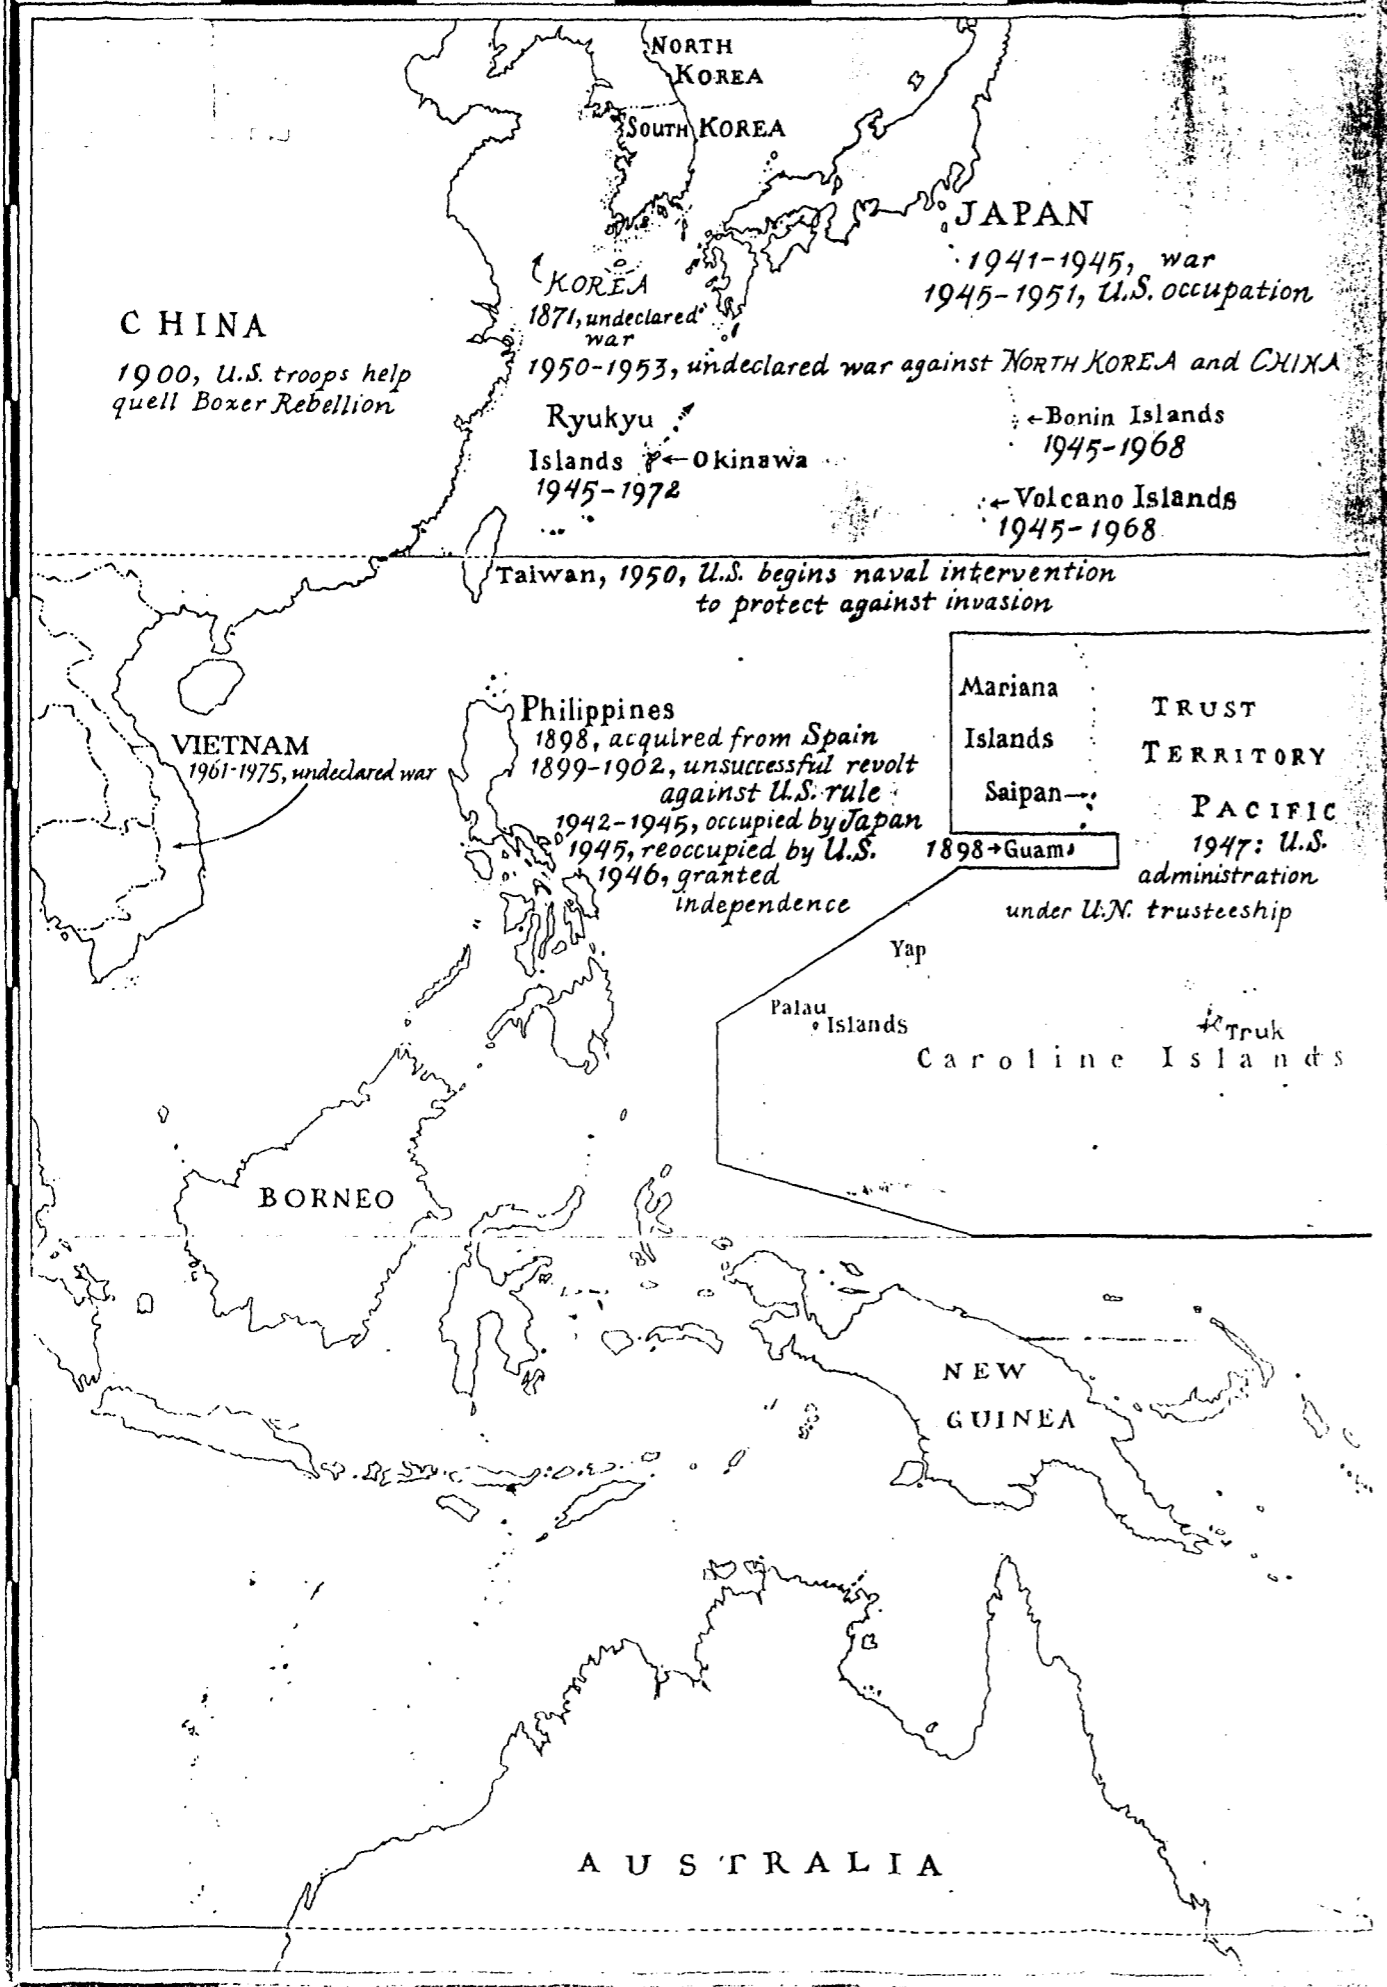 NORTH
KOREA
SOUTH KOREA
JAPAN
1941-1945, war
1945-1951, U.S. occupation
KOREA
1871, undeclared
war
1950-1953, undeclared war against NORTH KOREA and CHINA
CHINA
1900, U.S. troops help
quell Boxer Rebellion
Ryukyu
Islands ←Okinawa
1945-1972
←Bonin Islands
1945-1968
←Volcano Islands
1945-1968
Taiwan, 1950, U.S. begins naval intervention
to protect against invasion
VIETNAM
1961-1975, undeclared war
Philippines
1898, acquired from Spain
1899-1902, unsuccessful revolt
against U.S. rule
1942-1945, occupied by Japan
1945, reoccupied by U.S.
1946, granted
independence
Mariana
Islands
Saipan→
1898→Guam
TRUST
TERRITORY
PACIFIC
1947: U.S.
administration
under U.N. trusteeship
Yap
Palau
Islands
Truk
Caroline Islands
BORNEO
NEW
GUINEA
AUSTRALIA